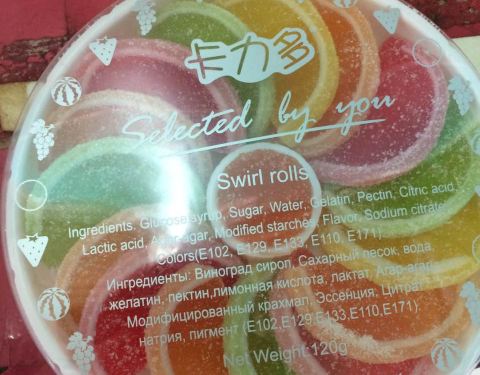 卡力多
Selected by you
Swirl rolls
Ingredients. Glucose syrup, Sugar, Water, Gelatin, Pectin, Citric acid
Lactic acid, Agar-agar, Modified starches, Flavor, Sodium citrate,
Colors(E102, E129, E133, E110, E171)
Ингредиенты: Виноград сироп, Сахарный песок, вода,
желатин, пектин,лимонная кислота, лактат, Агар-агар,
Модифицированный крахмал, Эссенция, Цитрат
натрия, пигмент (E102,E129,E133,E110,E171).
Net Weight:120g